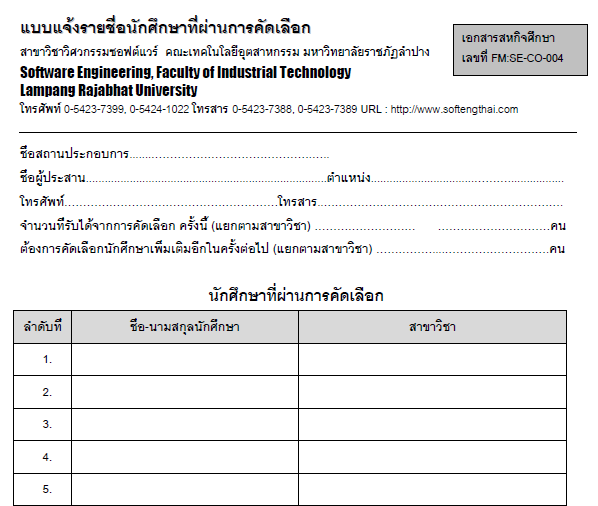 แบบแจ้งรายชื่อนักศึกษาที่ผ่านการคัดเลือก
สาขาวิชาวิศวกรรมซอฟต์แวร์ คณะเทคโนโลยีอุตสาหกรรม มหาวิทยาลัยราชภัฏลำปาง
Software Engineering, Faculty of Industrial Technology
Lampang Rajabhat University
โทรศัพท์ 0-5423-7399, 0-5424-1022 โทรสาร 0-5423-7388, 0-5423-7389 URL : http://www.softengthai.com
เอกสารสหกิจศึกษา
เลขที่ FM:SE-CO-004
ชื่อสถานประกอบการ.................................................
ชื่อผู้ประสาน................................................................................ตำแหน่ง................................................................
โทรศัพท์......................................................................โทรสาร................................................................................
จำนวนที่รับได้จากการคัดเลือก ครั้งนี้ (แยกตามสาขาวิชา) .............................. ..................................คน
ต้องการคัดเลือกนักศึกษาเพิ่มเติมอีกในครั้งต่อไป (แยกตามสาขาวิชา) ....................................................คน
นักศึกษาที่ผ่านการคัดเลือก
ลำดับที่ ชื่อ-นามสกุลนักศึกษา สาขาวิชา
1.
2.
3.
4.
5.